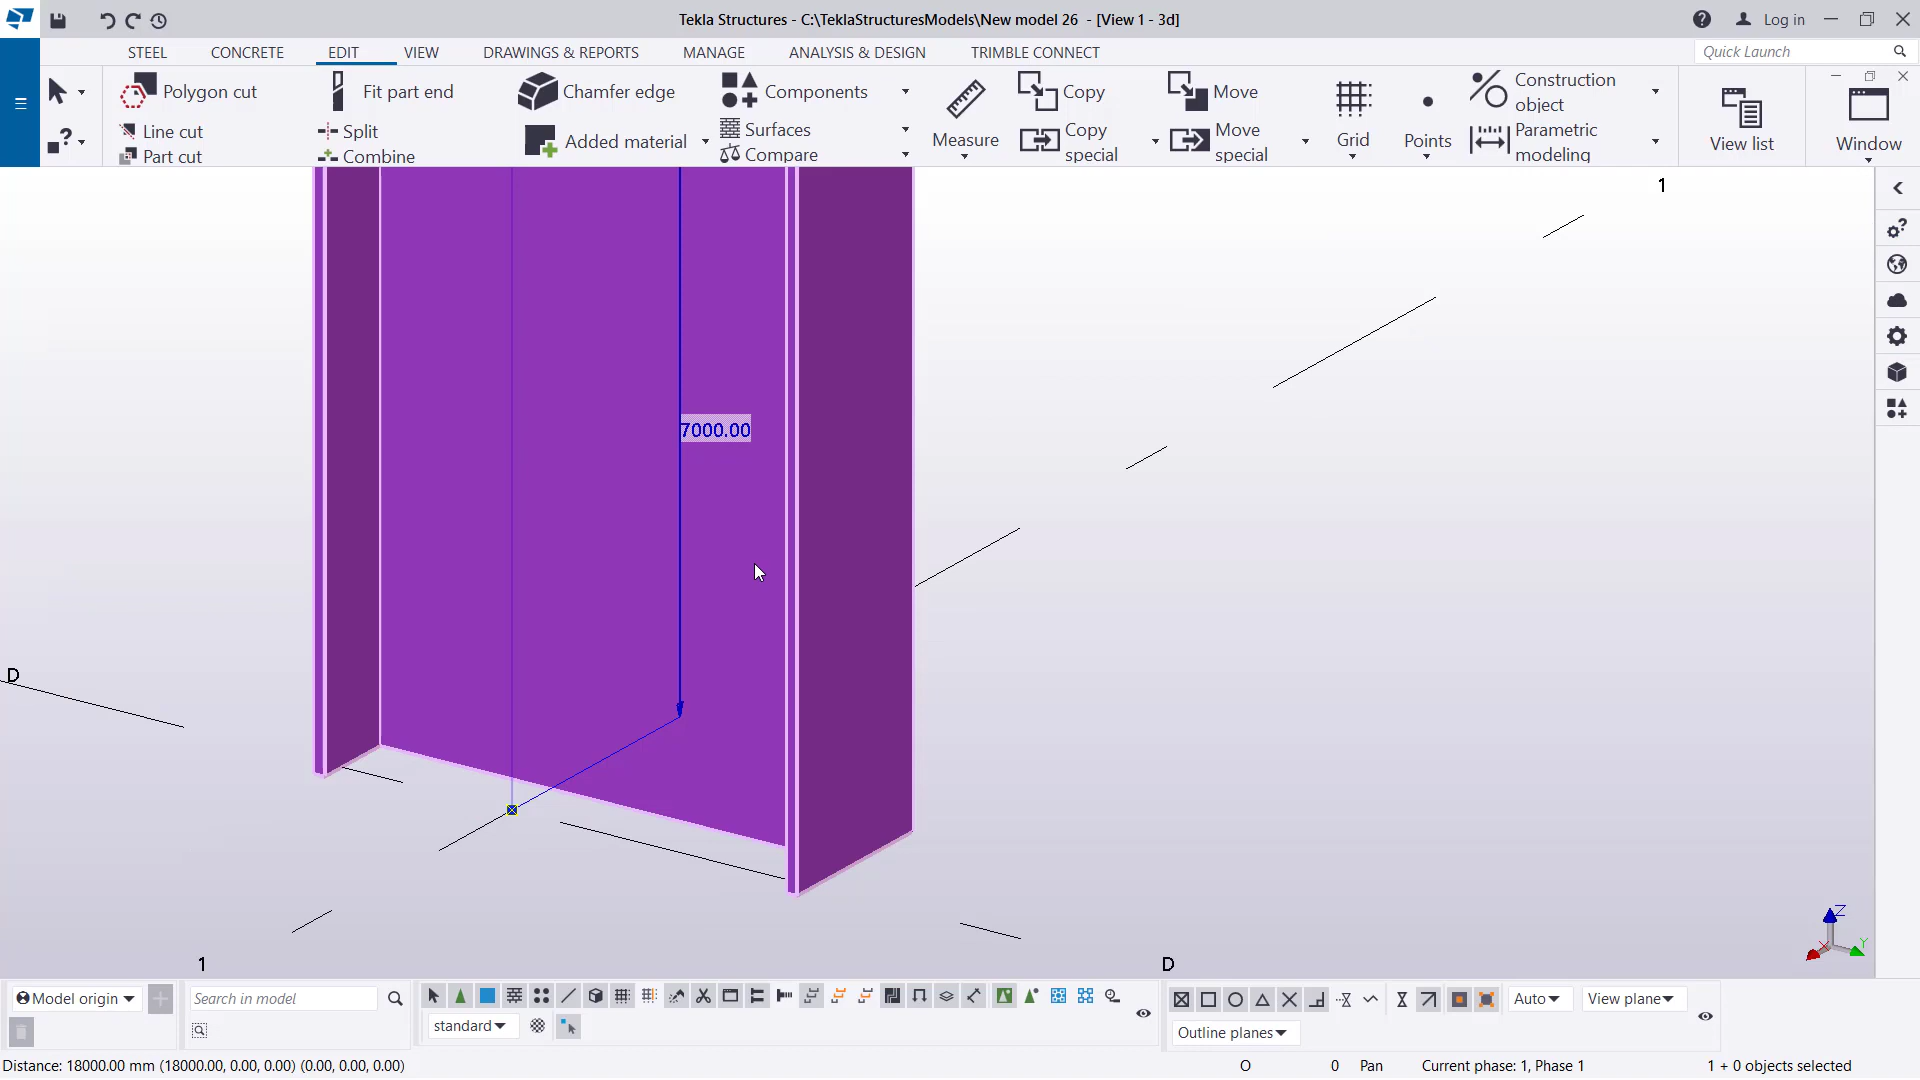 Tekla Structures - C:\TeklaStructuresModels\New model 26 - [View 1 - 3d]
Log in
STEEL CONCRETE EDIT VIEW DRAWINGS & REPORTS MANAGE ANALYSIS & DESIGN TRIMBLE CONNECT
Quick Launch
Polygon cut
Line cut
Part cut
Fit part end
Split
Combine
Chamfer edge
Added material
Components
Surfaces
Compare
Measure
Copy
Copy
special
Move
Move
special
Grid
Points
Construction
object
Parametric
modeling
View list
Window
1
7000.00
D
1
D
Z
Y
X
Model origin
Search in model
standard
Auto
View plane
Outline planes
Distance: 18000.00 mm (18000.00, 0.00, 0.00) (0.00, 0.00, 0.00)
O
0
Pan
Current phase: 1, Phase 1
1 + 0 objects selected